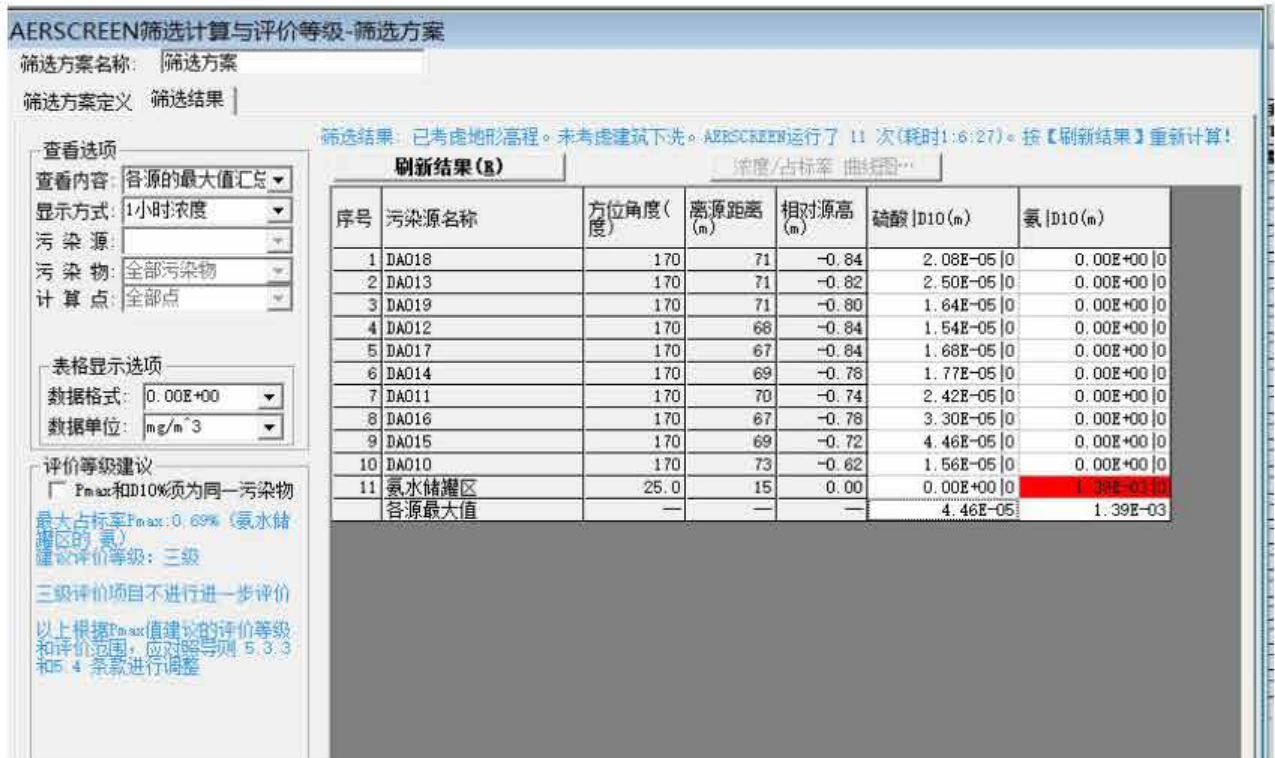 AERSCREEN筛选计算与评价等级-筛选方案
筛选方案名称: 筛选方案
筛选方案定义 筛选结果
筛选结果: 已考虑地形高程。未考虑建筑下洗。AERSCREEN运行了 11 次(耗时1:6:27)。按【刷新结果】重新计算!
刷新结果(R) 浓度/占标率 曲线图…
查看选项
查看内容: 各源的最大值汇总
显示方式: 1小时浓度
污 染 源:
污 染 物: 全部污染物
计 算 点: 全部点
表格显示选项
数据格式: 0.00E+00
数据单位: mg/m^3
评价等级建议
Pmax和D10%须为同一污染物
最大占标率Pmax:0.69% (氨水储
罐区的 氨)
建议评价等级: 三级
三级评价项目不进行进一步评价
以上根据Pmax值建议的评价等级
和评价范围,应对照导则 5.3.3
和5.4 条款进行调整
序号 污染源名称 方位角度(度) 离源距离(m) 相对源高(m) 硫酸|D10(m) 氨|D10(m)
1 DA018 170 71 -0.84 2.08E-05|0 0.00E+00|0
2 DA013 170 71 -0.82 2.50E-05|0 0.00E+00|0
3 DA019 170 71 -0.80 1.64E-05|0 0.00E+00|0
4 DA012 170 68 -0.84 1.54E-05|0 0.00E+00|0
5 DA017 170 67 -0.84 1.68E-05|0 0.00E+00|0
6 DA014 170 69 -0.78 1.77E-05|0 0.00E+00|0
7 DA011 170 70 -0.74 2.42E-05|0 0.00E+00|0
8 DA016 170 67 -0.78 3.30E-05|0 0.00E+00|0
9 DA015 170 69 -0.72 4.46E-05|0 0.00E+00|0
10 DA010 170 73 -0.62 1.56E-05|0 0.00E+00|0
11 氨水储罐区 25.0 15 0.00 0.00E+00|0 1.39E-03|0
各源最大值 — — — 4.46E-05 1.39E-03